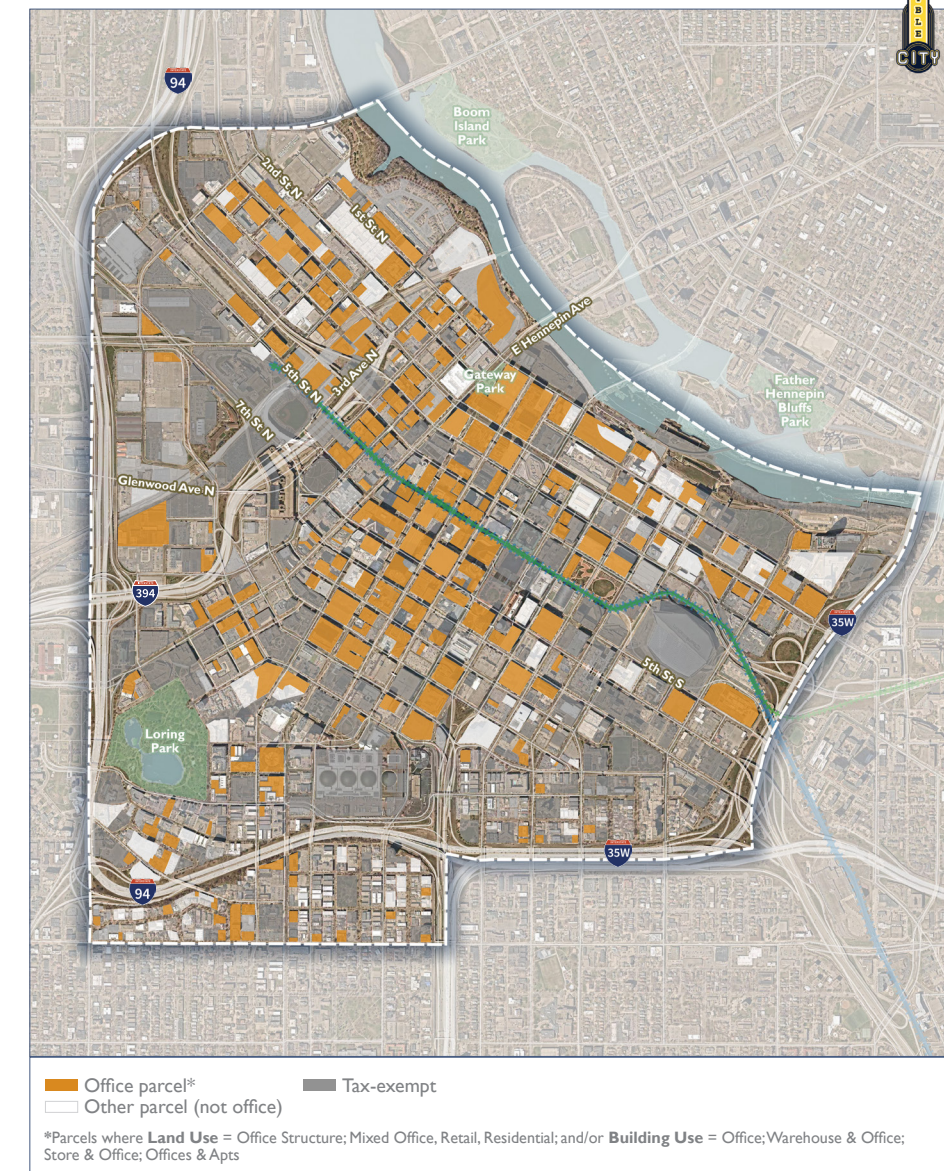 B
L
E
CITY
94
Boom
Island
Park
2nd St N
1st St N
E Hennepin Ave
Gateway
Park
3rd Ave N
5th St N
7th St N
Father
Hennepin
Bluffs
Park
Glenwood Ave N
394
35W
5th St S
Loring
Park
35W
94
Office parcel*
Tax-exempt
Other parcel (not office)
*Parcels where Land Use = Office Structure; Mixed Office, Retail, Residential; and/or Building Use = Office; Warehouse & Office;
Store & Office; Offices & Apts